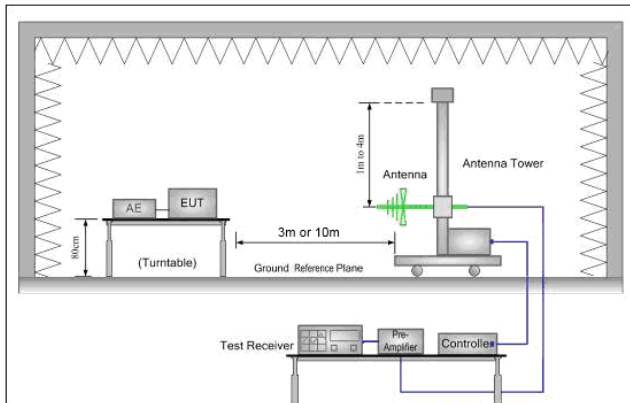 1m to 4m
Antenna
Antenna Tower
AE
EUT
3m or 10m
80cm
(Turntable)
Ground Reference Plane
Test Receiver
Pre-
Amplifier
Controller